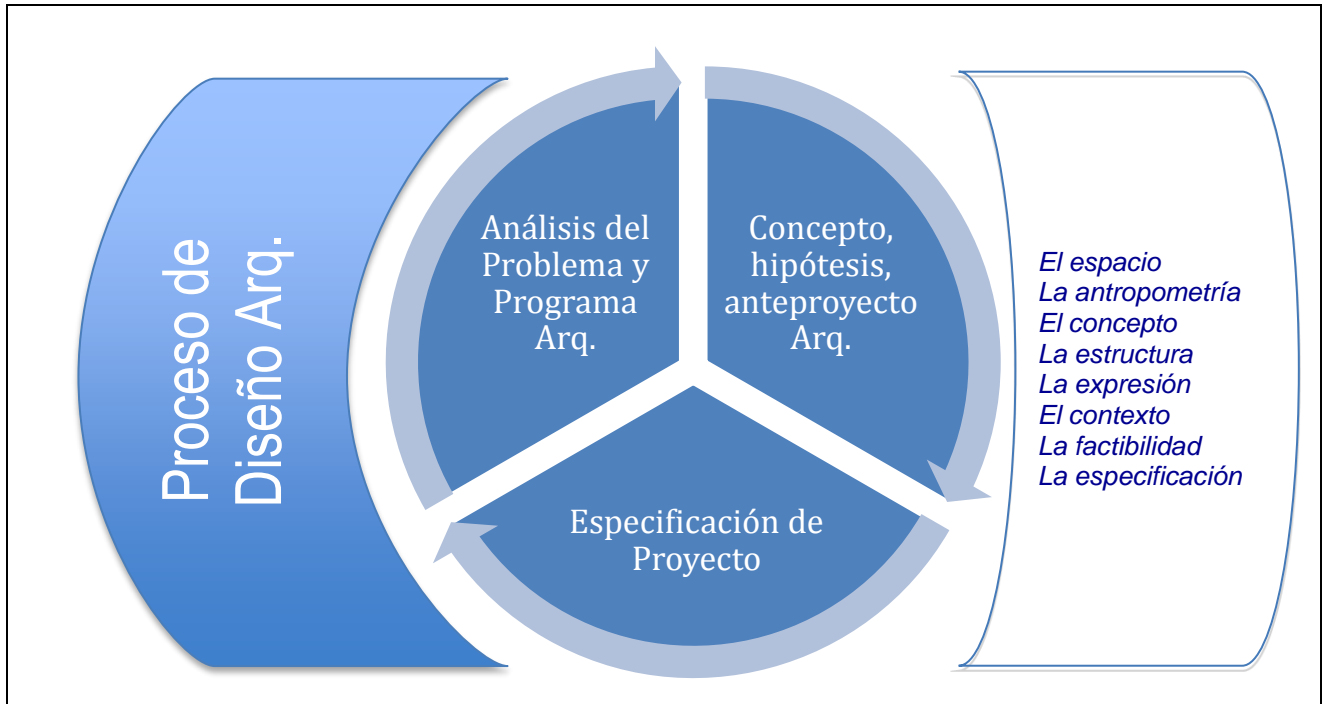 Proceso de
Diseño Arq.
Análisis del
Problema y
Programa
Arq.
Concepto,
hipótesis,
anteproyecto
Arq.
Especificación de
Proyecto
El espacio
La antropometría
El concepto
La estructura
La expresión
El contexto
La factibilidad
La especificación